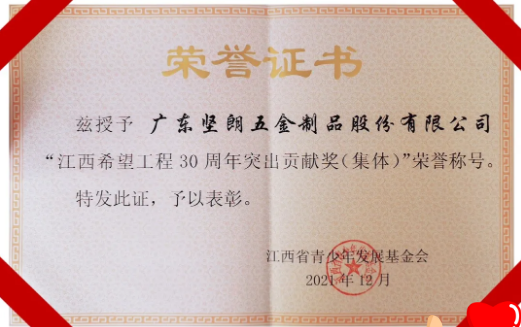 荣誉证书
兹授予 广东坚朗五金制品股份有限公司
“江西希望工程30周年突出贡献奖(集体)”荣誉称号。
特发此证，予以表彰。
江西省青少年发展基金会
2021年12月